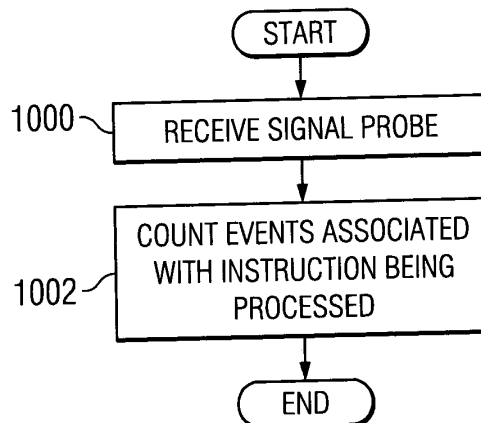 START
1000
RECEIVE SIGNAL PROBE
COUNT EVENTS ASSOCIATED
WITH INSTRUCTION BEING
PROCESSED
1002
END